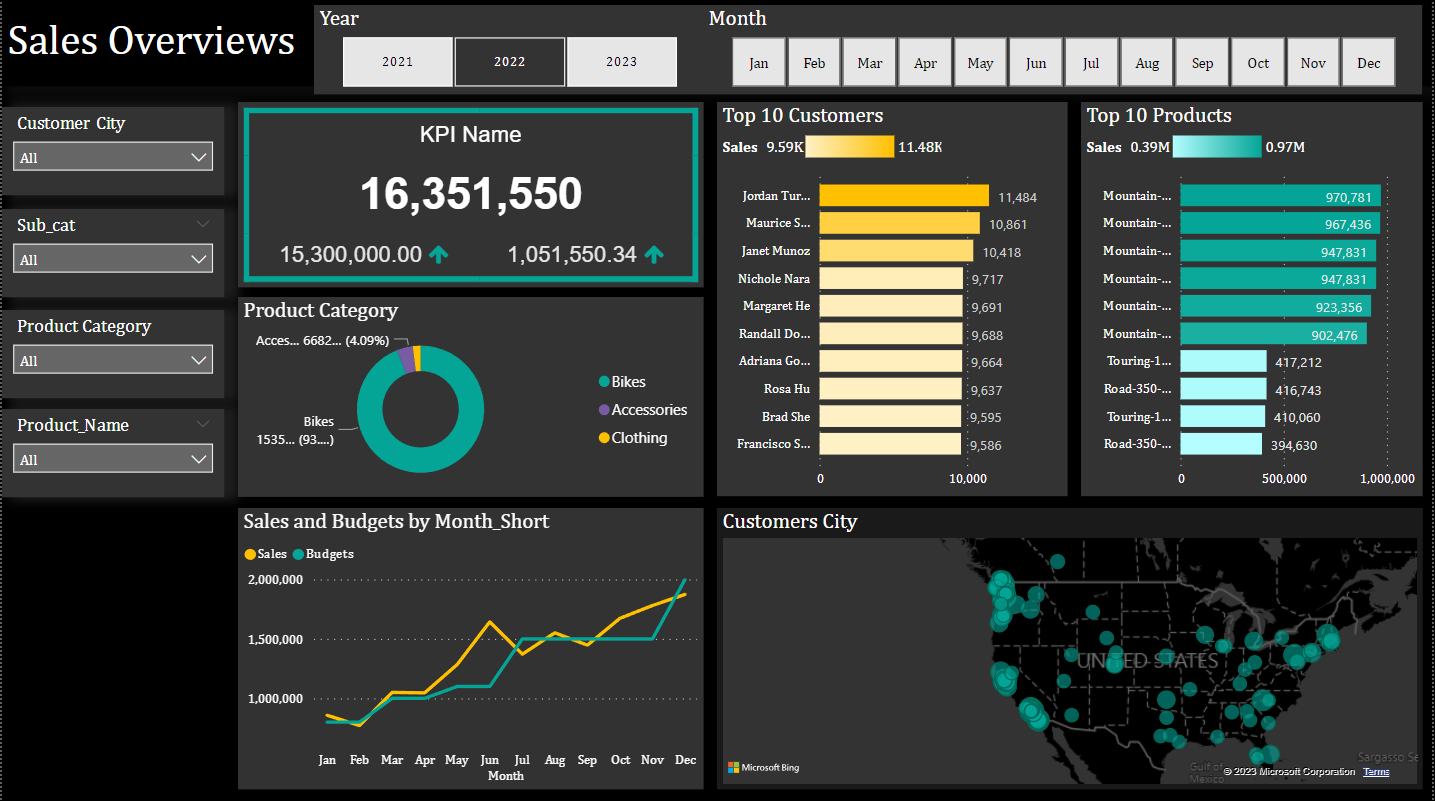 Sales Overviews
Year
2021 2022 2023
Month
Jan Feb Mar Apr May Jun Jul Aug Sep Oct Nov Dec
Customer City
All
Sub_cat
All
Product Category
All
Product_Name
All
KPI Name
16,351,550
15,300,000.00
1,051,550.34
Product Category
Acces... 6682... (4.09%)
Bikes
1535... (93....)
Bikes
Accessories
Clothing
Top 10 Customers
Sales 9.59K 11.48K
Jordan Tur... 11,484
Maurice S... 10,861
Janet Munoz 10,418
Nichole Nara 9,717
Margaret He 9,691
Randall Do... 9,688
Adriana Go... 9,664
Rosa Hu 9,637
Brad She 9,595
Francisco S... 9,586
0 10,000
Top 10 Products
Sales 0.39M 0.97M
Mountain-... 970,781
Mountain-... 967,436
Mountain-... 947,831
Mountain-... 947,831
Mountain-... 923,356
Mountain-... 902,476
Touring-1... 417,212
Road-350-... 416,743
Touring-1... 410,060
Road-350-... 394,630
0 500,000 1,000,000
Sales and Budgets by Month_Short
Sales Budgets
2,000,000
1,500,000
1,000,000
Jan Feb Mar Apr May Jun Jul Aug Sep Oct Nov Dec
Month
Customers City
UNITED STATES
Sargasso Se
Gulf of
Mexico
Microsoft Bing
© 2023 Microsoft Corporation Terms